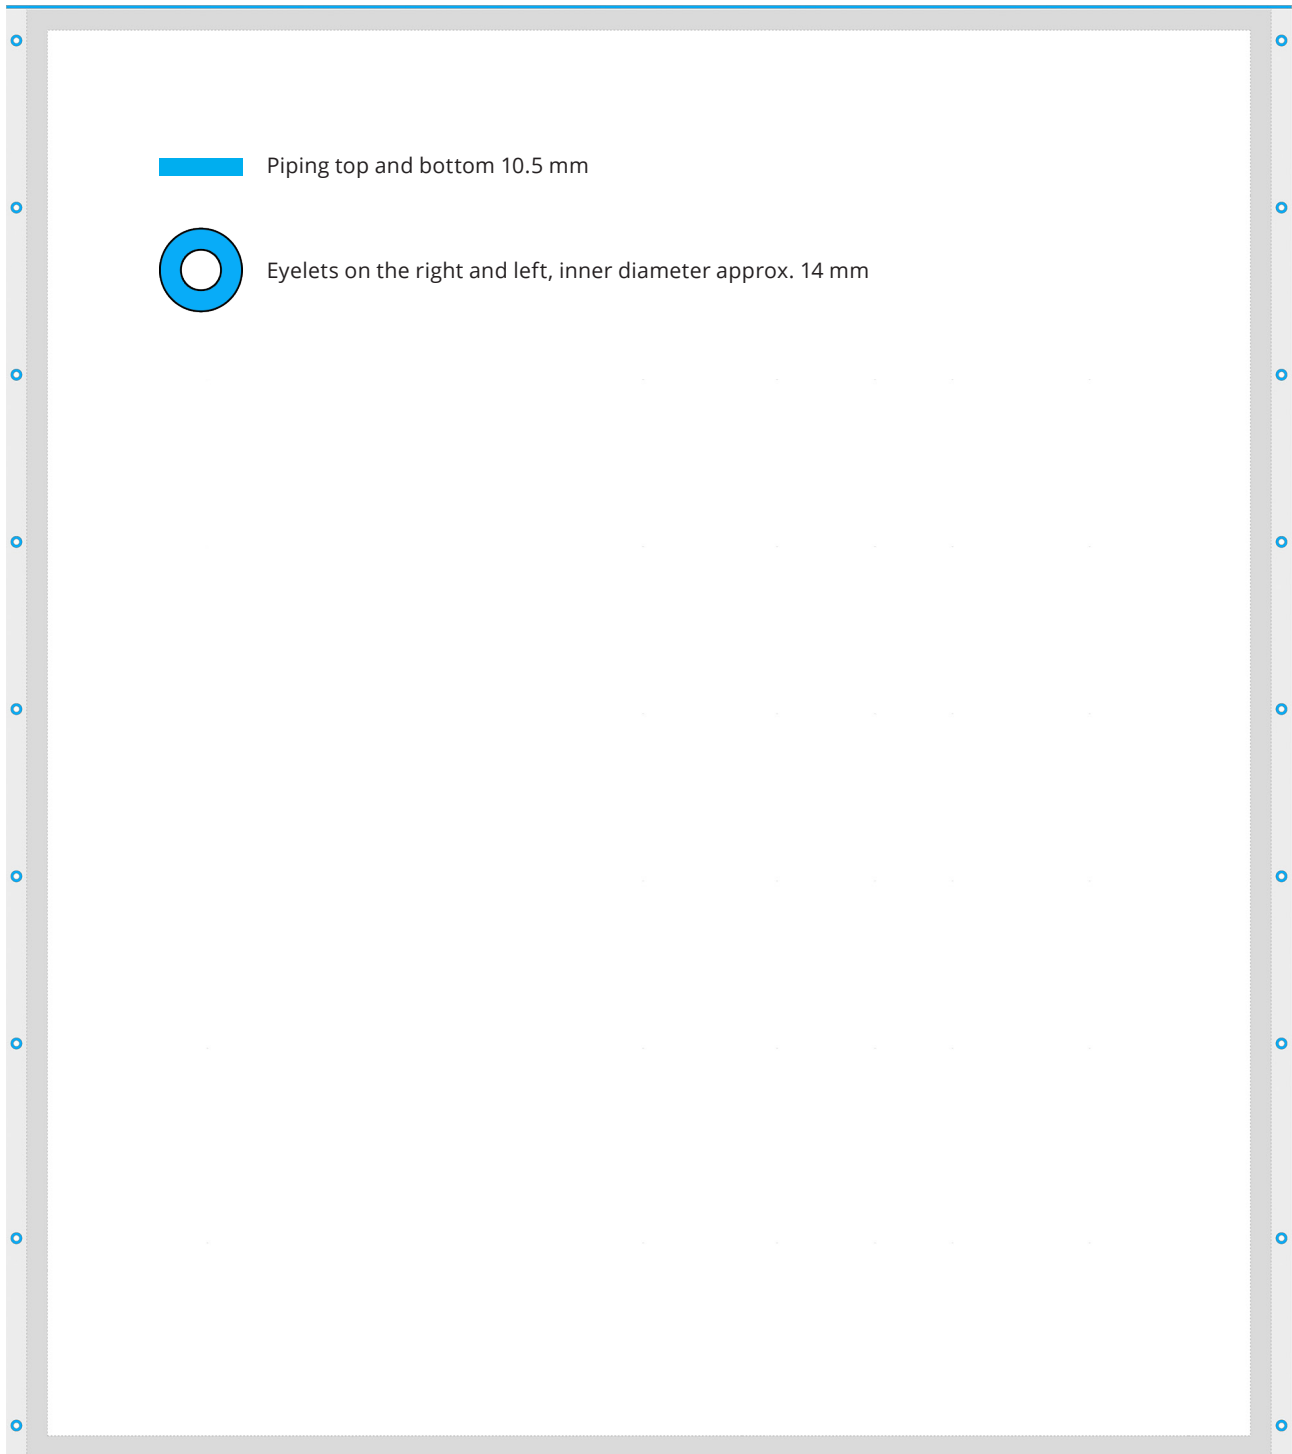 Piping top and bottom 10.5 mm
Eyelets on the right and left, inner diameter approx. 14 mm